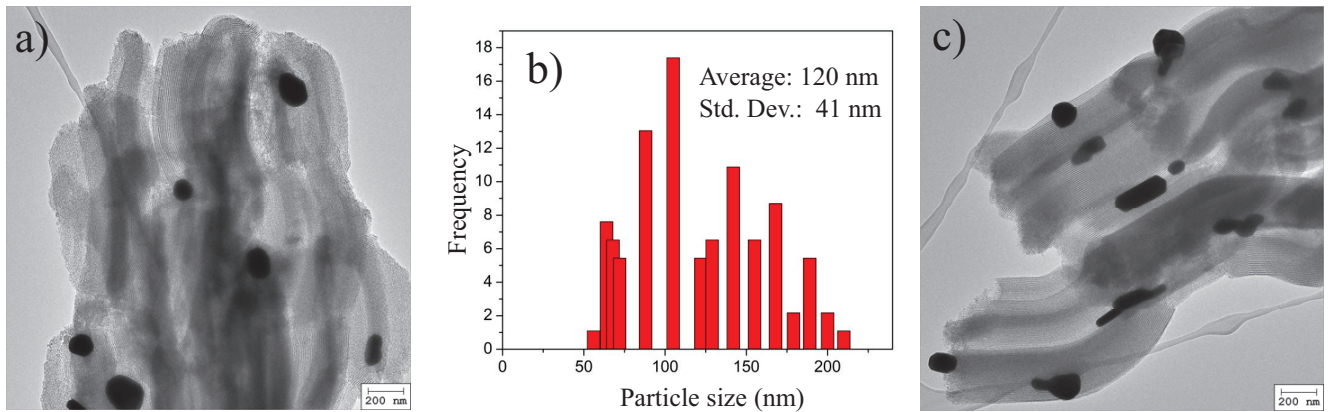 a)
200 nm
b)
Average: 120 nm
Std. Dev.: 41 nm
Frequency
18
16
14
12
10
8
6
4
2
0
0 50 100 150 200
Particle size (nm)
c)
200 nm